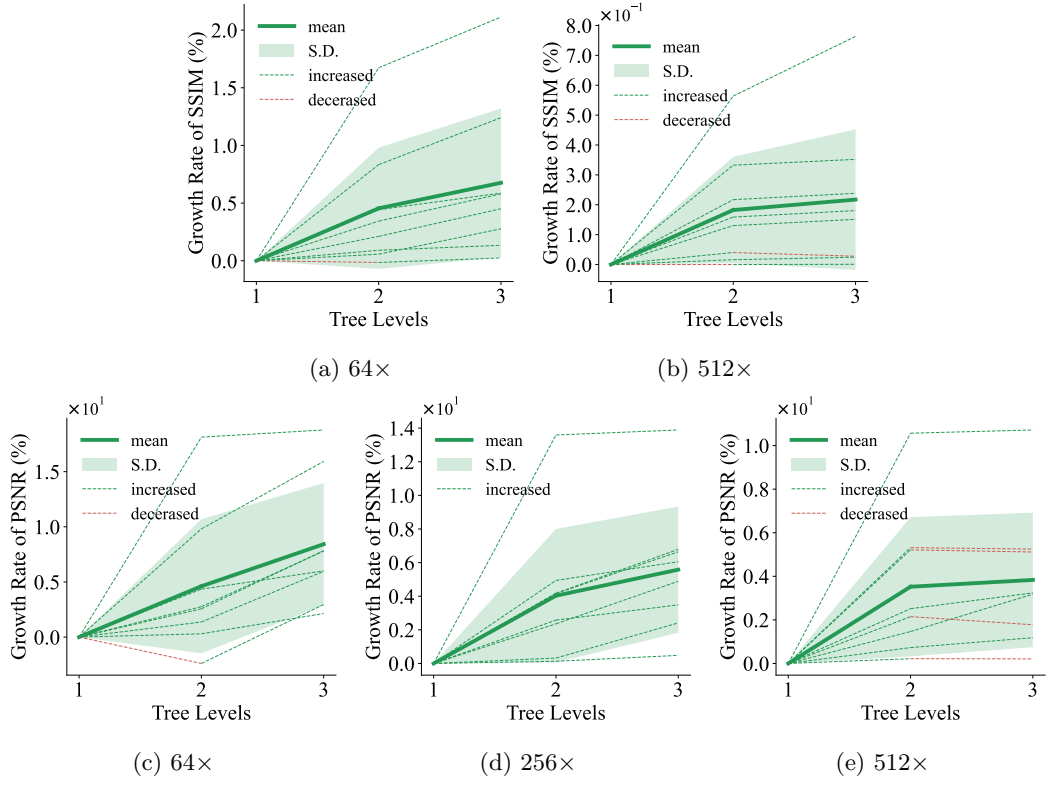 Growth Rate of SSIM (%)
2.0
1.5
1.0
0.5
0.0
mean
S.D.
increased
decerased
1 2 3
Tree Levels
(a) 64×
×10⁻¹
Growth Rate of SSIM (%)
8.0
7.0
6.0
5.0
4.0
3.0
2.0
1.0
0.0
mean
S.D.
increased
decerased
1 2 3
Tree Levels
(b) 512×
×10¹
Growth Rate of PSNR (%)
1.5
1.0
0.5
0.0
mean
S.D.
increased
decerased
1 2 3
Tree Levels
(c) 64×
×10¹
Growth Rate of PSNR (%)
1.4
1.2
1.0
0.8
0.6
0.4
0.2
0.0
mean
S.D.
increased
1 2 3
Tree Levels
(d) 256×
×10¹
Growth Rate of PSNR (%)
1.0
0.8
0.6
0.4
0.2
0.0
mean
S.D.
increased
decerased
1 2 3
Tree Levels
(e) 512×